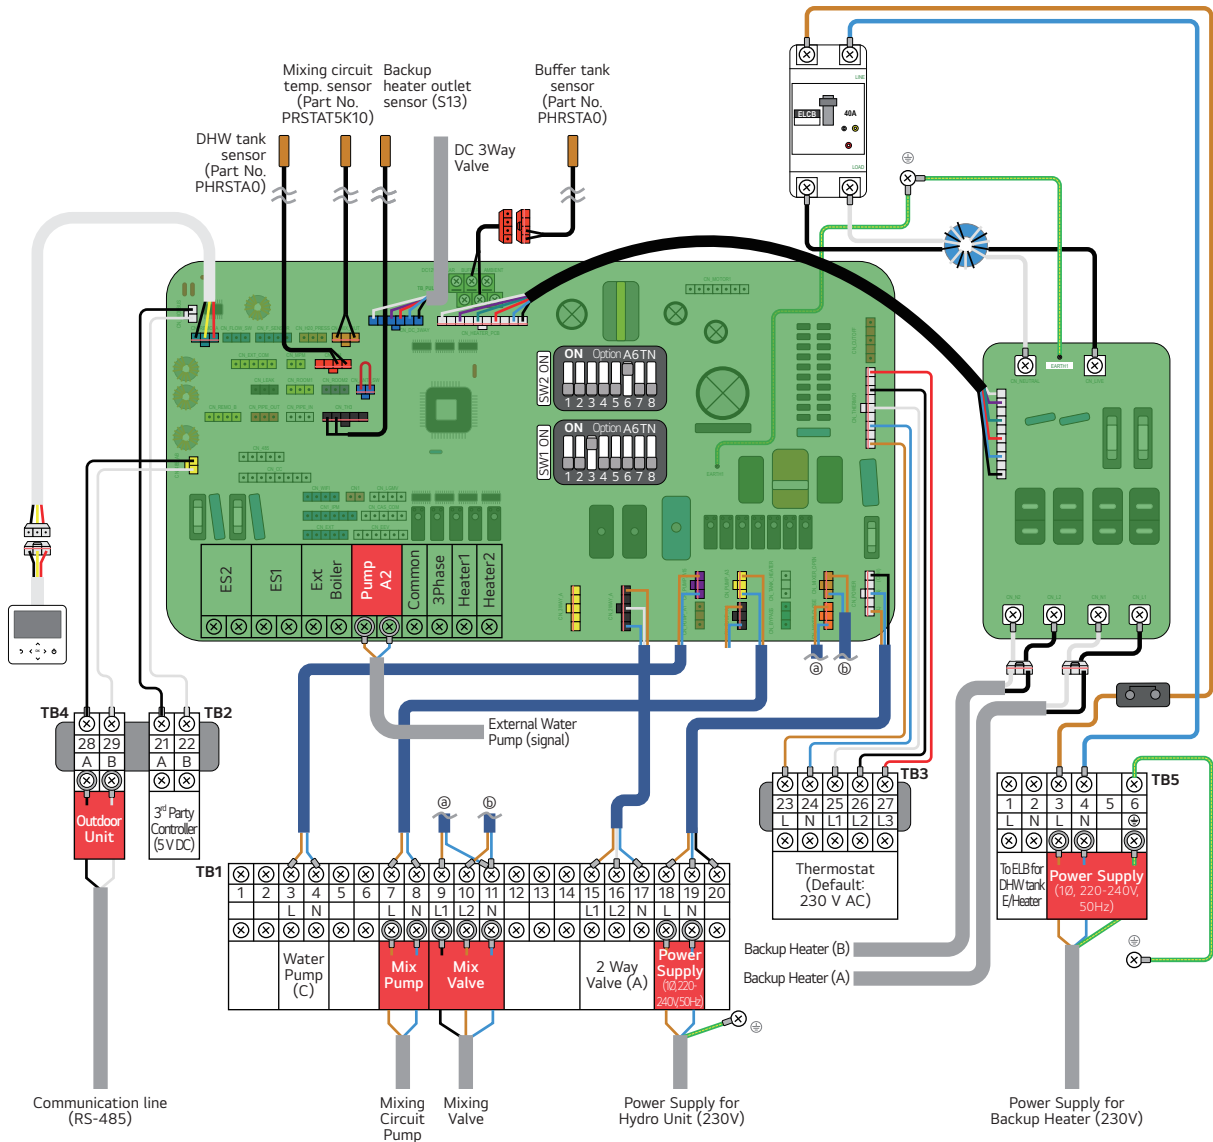 Mixing circuit
temp. sensor
(Part No.
PRSTAT5K10)
Backup
heater outlet
sensor (S13)
Buffer tank
sensor
(Part No.
PHRSTA0)
DHW tank
sensor
(Part No.
PHRSTA0)
DC 3Way
Valve
LINE
ELCB
40A
LOAD
CN_MOTOR1
SW2 ON
ON Option A6TN
1 2 3 4 5 6 7 8
SW1 ON
ON Option A6TN
1 2 3 4 5 6 7 8
EARTH
EARTH1
ES2
ES1
Ext
Boiler
Pump
A2
Common
3Phase
Heater1
Heater2
ⓐ
ⓑ
External Water
Pump (signal)
TB4
28 29
A B
Outdoor
Unit
TB2
21 22
A B
3rd Party
Controller
(5 V DC)
TB3
23 24 25 26 27
L N L1 L2 L3
Thermostat
(Default:
230 V AC)
TB5
1 2 3 4 5 6
L N L N
To ELB for
DHW tank
E/Heater
Power Supply
(1Ø, 220-240V,
50Hz)
ⓐ
ⓑ
TB1
1 2 3 4 5 6 7 8 9 10 11 12 13 14 15 16 17 18 19 20
L N L N L1 L2 N L1 L2 N L N
Water
Pump
(C)
Mix
Pump
Mix
Valve
2 Way
Valve (A)
Power
Supply
(1Ø,220-
240V,50Hz)
Backup Heater (B)
Backup Heater (A)
Communication line
(RS-485)
Mixing
Circuit
Pump
Mixing
Valve
Power Supply for
Hydro Unit (230V)
Power Supply for
Backup Heater (230V)